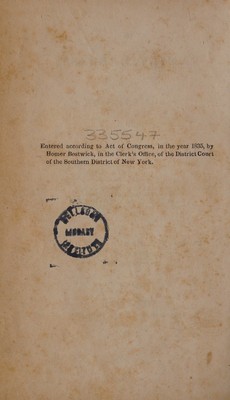 335547
Entered according to Act of Congress, in the year 1835, by
Homer Bostwick, in the Clerk's Office, of the District Court
of the Southern District of New York.